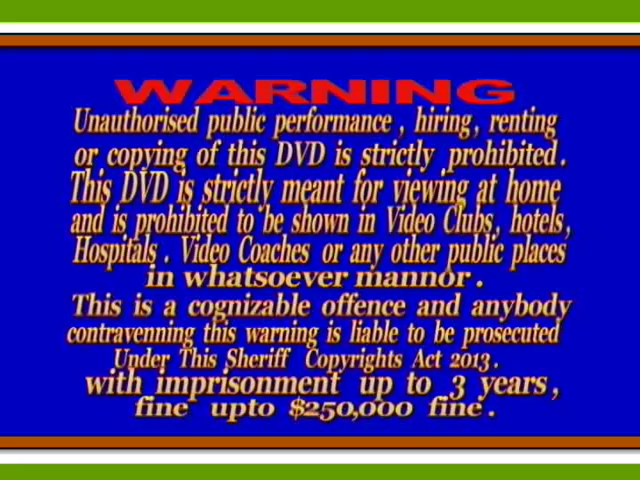 WARNING
Unauthorised public performance , hiring , renting
or copying of this DVD is strictly prohibited .
This DVD is strictly meant for viewing at home
and is prohibited to be shown in Video Clubs , hotels ,
Hospitals . Video Coaches or any other public places
in whatsoever mannor .
This is a cognizable offence and anybody
contravenning this warning is liable to be prosecuted
Under This Sheriff Copyrights Act 2013 .
with imprisonment up to 3 years ,
fine upto $250,000 fine .